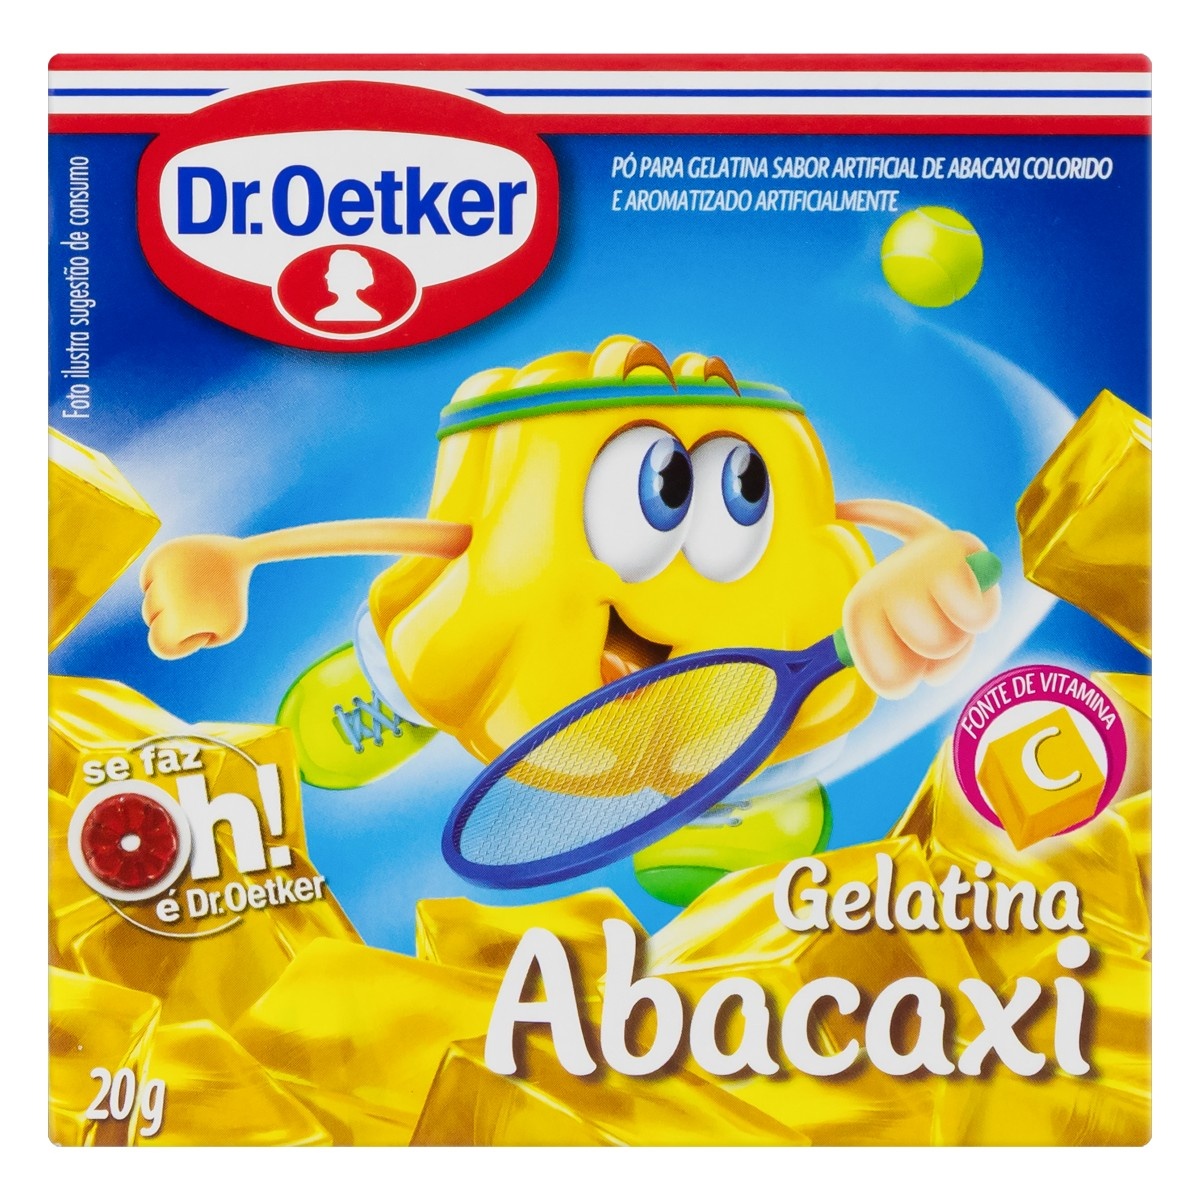 Dr.Oetker
PÓ PARA GELATINA SABOR ARTIFICIAL DE ABACAXI COLORIDO
E AROMATIZADO ARTIFICIALMENTE
Foto ilustra sugestão de consumo
FONTE DE VITAMINA
C
se faz
Oh!
é Dr.Oetker
Gelatina
Abacaxi
20 g